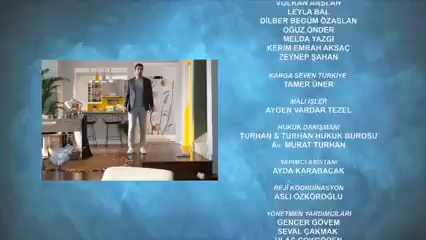 VOLKAN ARSLAN
LEYLA BAL
DİLBER BEGÜM ÖZASLAN
OĞUZ ÖNDER
MELDA YAZGI
KERİM EMRAH AKSAÇ
ZEYNEP ŞAHAN
KARGA SEVEN TÜRKİYE
TAMER ÜNER
MALİ İŞLER
AYGEN VARDAR TEZEL
HUKUK DANIŞMANI
TURHAN & TURHAN HUKUK BÜROSU
Av. MURAT TURHAN
YAPIMCI ASİSTANI
AYDA KARABACAK
REJİ KOORDİNASYON
ASLI ÖZKÖROĞLU
YÖNETMEN YARDIMCILARI
GENCER GÖVEM
SEVAL ÇAKMAK